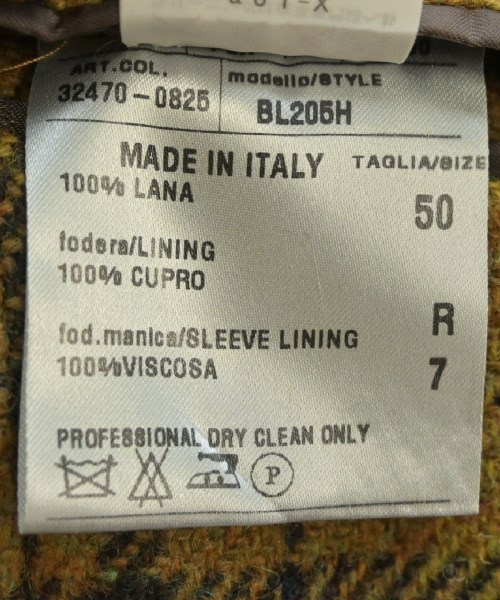 ART.COL.
modello/STYLE
32470-0825
BL205H
MADE IN ITALY
TAGLIA/SIZE
100% LANA
50
fodera/LINING
100% CUPRO
R
fod.manica/SLEEVE LINING
7
100%VISCOSA
PROFESSIONAL DRY CLEAN ONLY
P